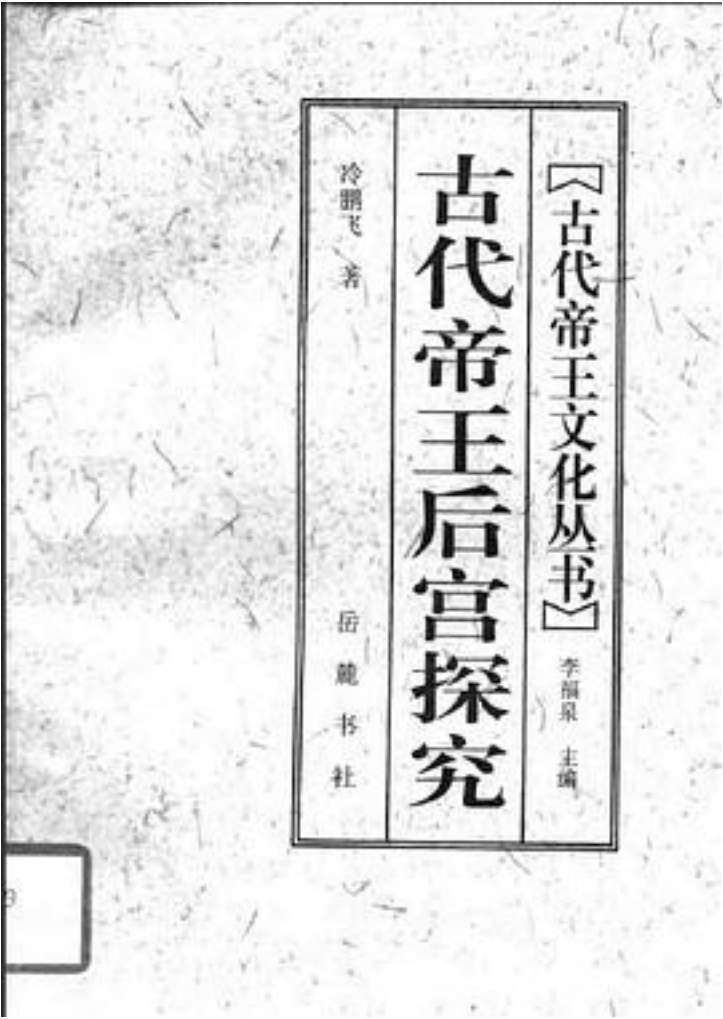 【《古代帝王文化丛书》】
李福泉 主编
古代帝王后宫探究
冷鹏飞 著
岳麓书社